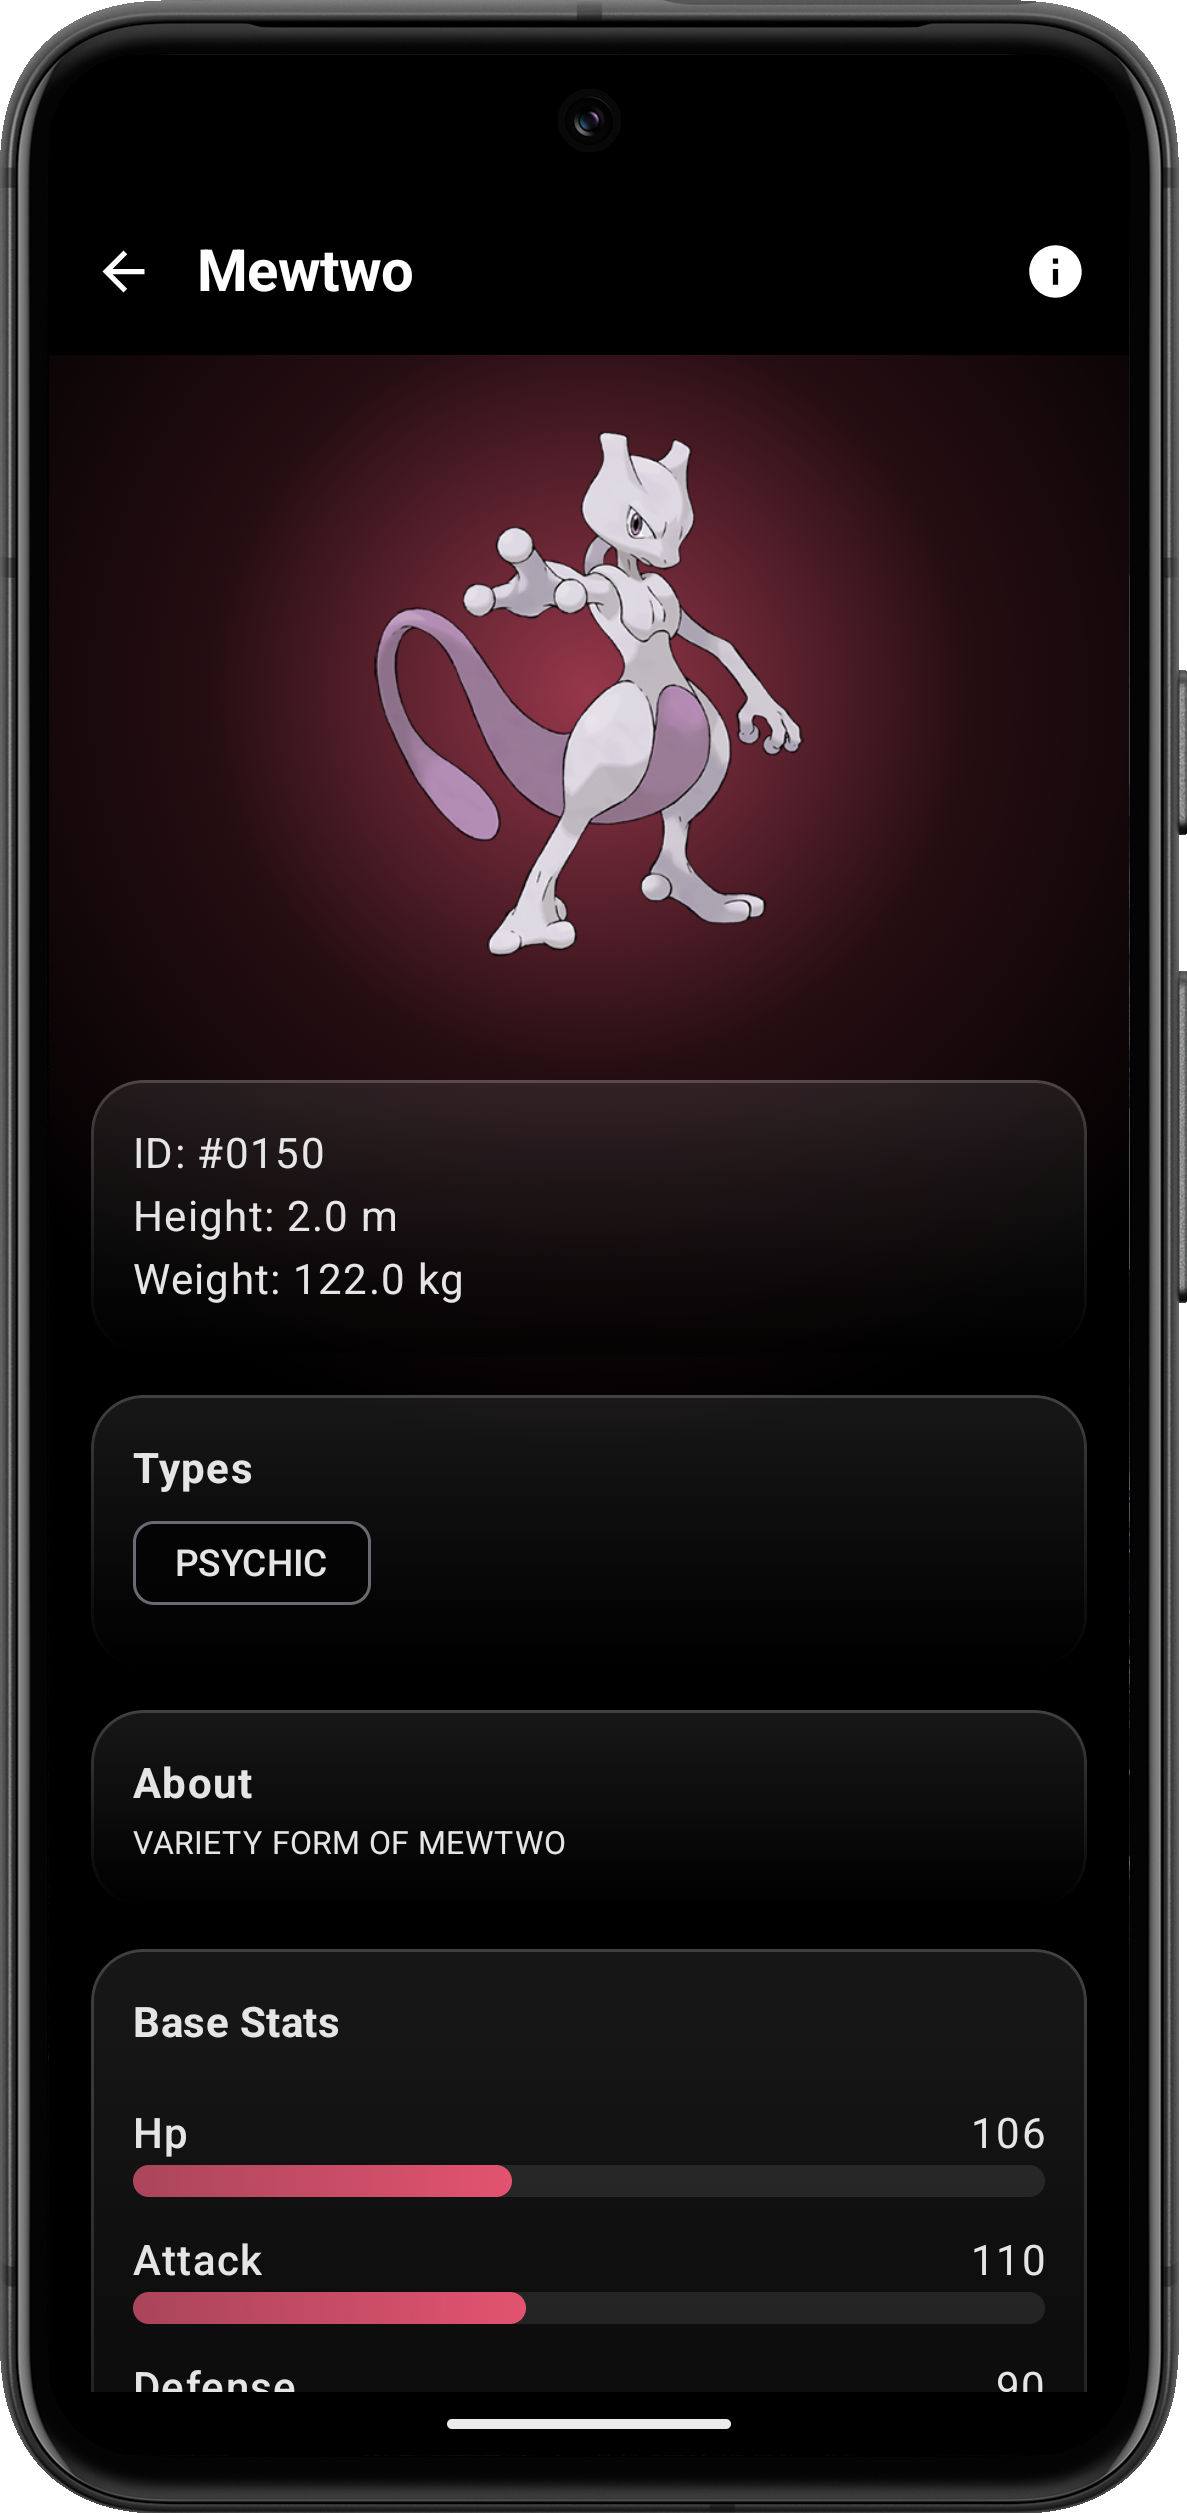 Mewtwo
ID: #0150
Height: 2.0 m
Weight: 122.0 kg
Types
PSYCHIC
About
VARIETY FORM OF MEWTWO
Base Stats
Hp 106
Attack 110
Defense 90